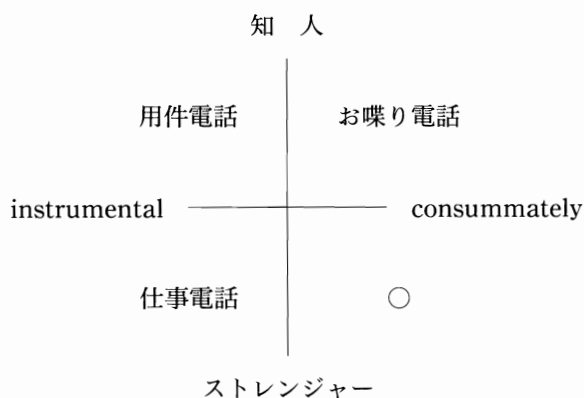 知 人
用件電話 お喋り電話
instrumental consummately
仕事電話 ○
ストレンジャー